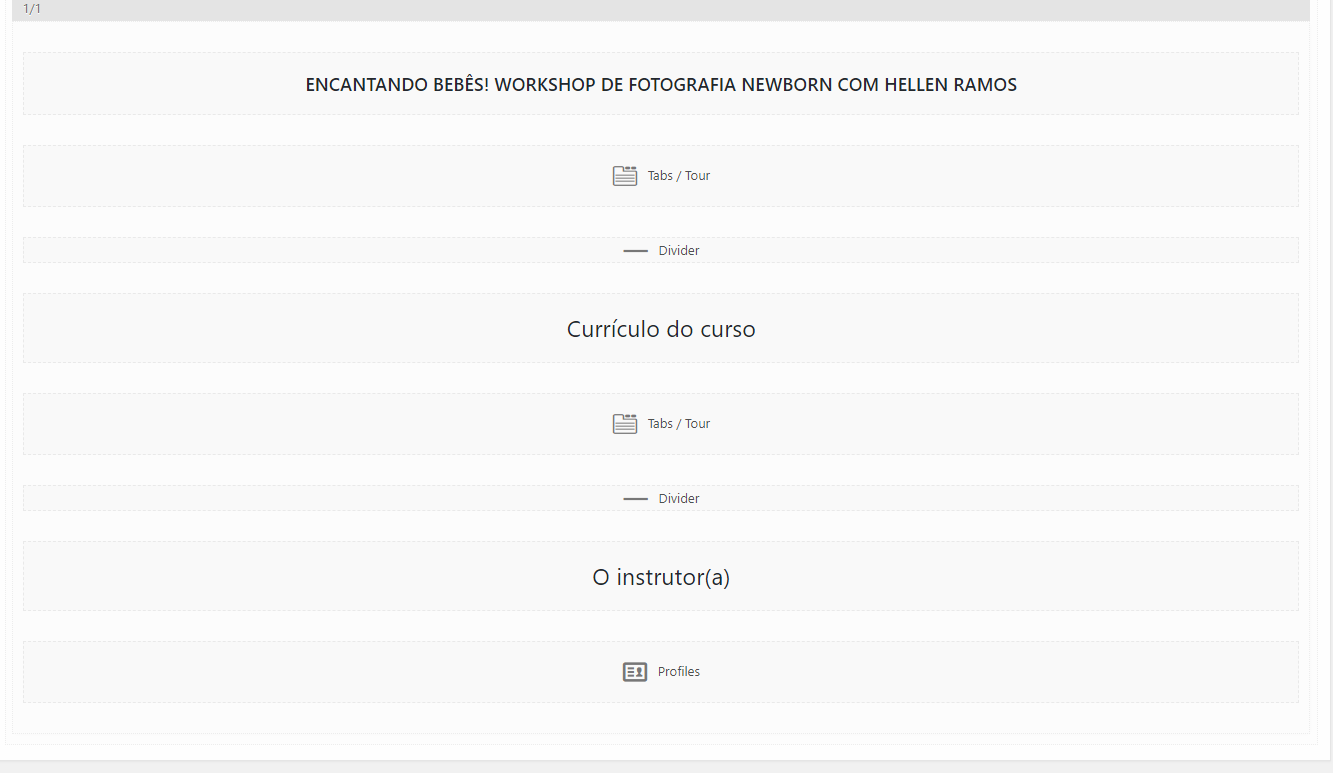 1/1
ENCANTANDO BEBÊS! WORKSHOP DE FOTOGRAFIA NEWBORN COM HELLEN RAMOS
Tabs / Tour
Divider
Currículo do curso
Tabs / Tour
Divider
O instrutor(a)
Profiles